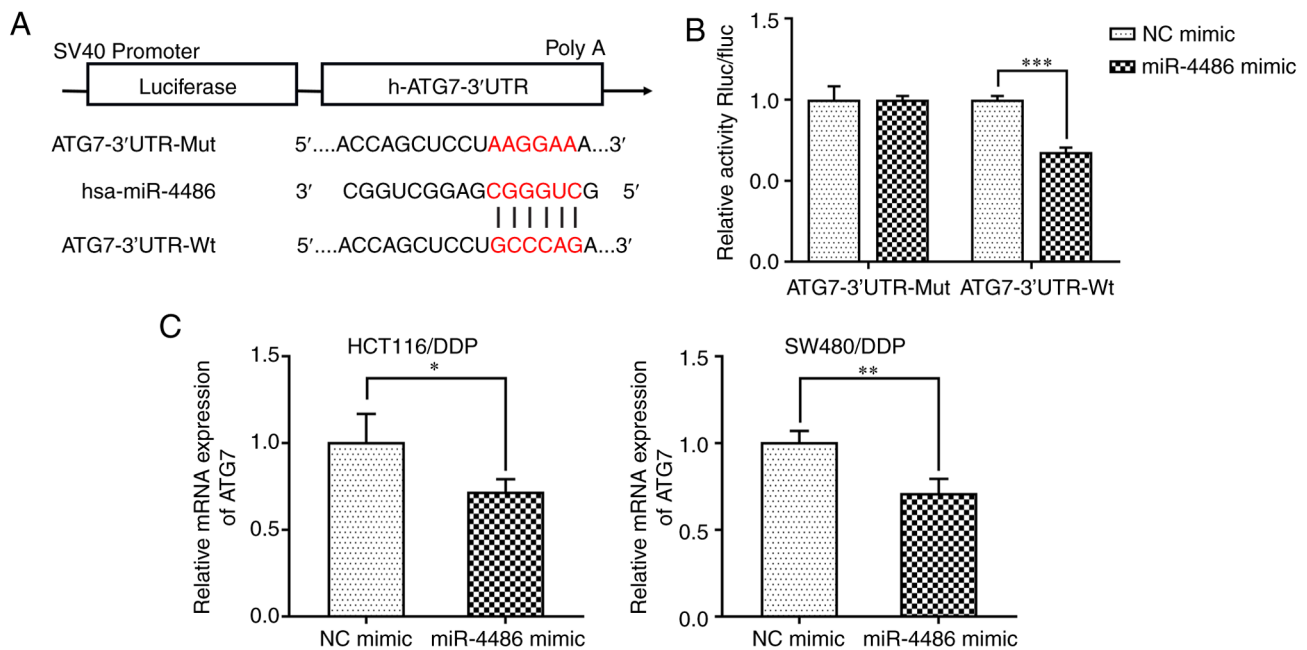 A
SV40 Promoter
Poly A
Luciferase
h-ATG7-3′UTR
ATG7-3′UTR-Mut 5′....ACCAGCUCCUAAGGAAA...3′
hsa-miR-4486 3′ CGGUCGGAGCGGGUCG 5′
ATG7-3’UTR-Wt 5′....ACCAGCUCCUGCCCAGA...3′
B
Relative activity Rluc/fluc
1.5
1.0
0.0
0.0
***
NC mimic
miR-4486 mimic
ATG7-3’UTR-Mut ATG7-3’UTR-Wt
C
HCT116/DDP
Relative mRNA expression
of ATG7
1.5
1.0
0.5
0.0
*
NC mimic miR-4486 mimic
SW480/DDP
Relative mRNA expression
of ATG7
1.5
1.0
0.5
0.0
**
NC mimic miR-4486 mimic